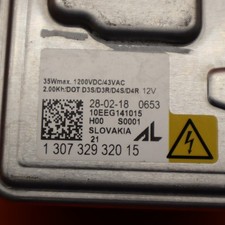 35Wmax. 1200VDC/43VAC
2.00Kh/DOT D3S/D3R/D4S/D4R 12V
28-02-18 0653
10EEG141015
H00 S0001
SLOVAKIA
21
AL
1 307 329 320 15